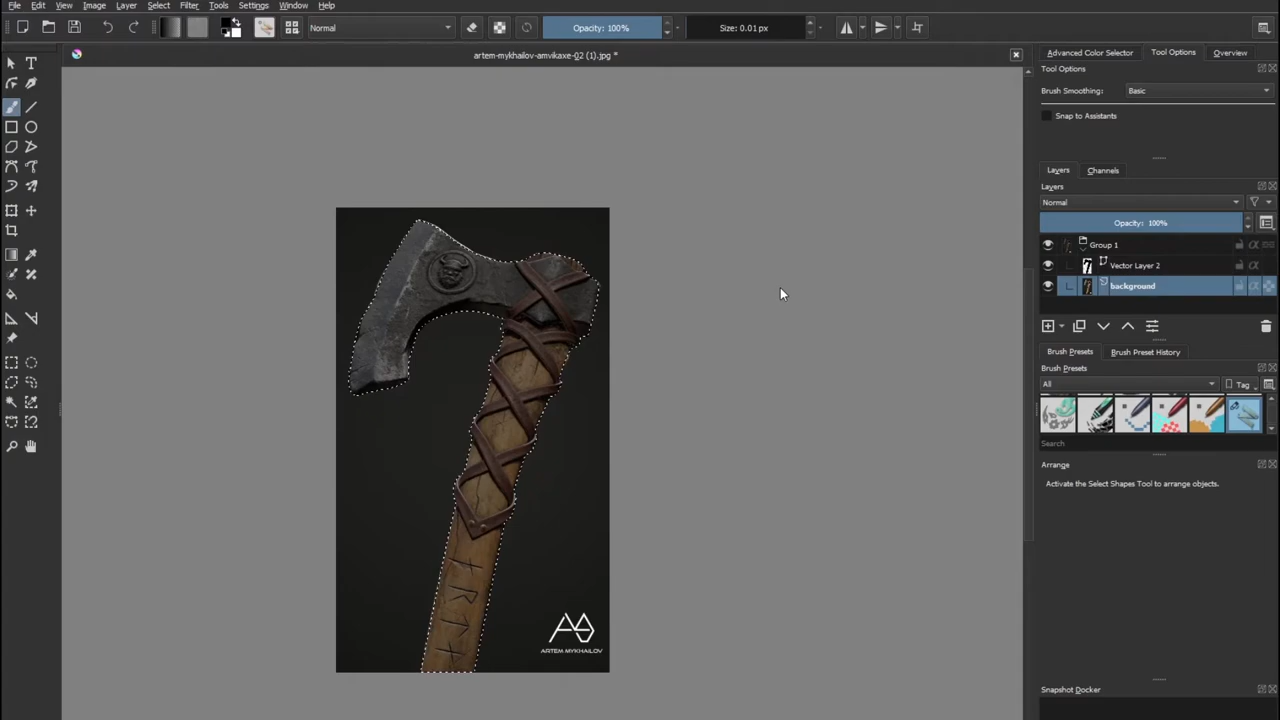 File Edit View Image Layer Select Filter Tools Settings Window Help
Normal Opacity: 100% Size: 0.01 px
artem-mykhailov-amvikaxe-02 (1).jpg *
Advanced Color Selector Tool Options Overview
Tool Options
Brush Smoothing: Basic
Snap to Assistants
Layers Channels
Layers
Normal
Opacity: 100%
Group 1
Vector Layer 2
background
Brush Presets Brush Preset History
Brush Presets
All Tag
Search
Arrange
Activate the Select Shapes Tool to arrange objects.
Snapshot Docker
ARTEM MYKHAILOV